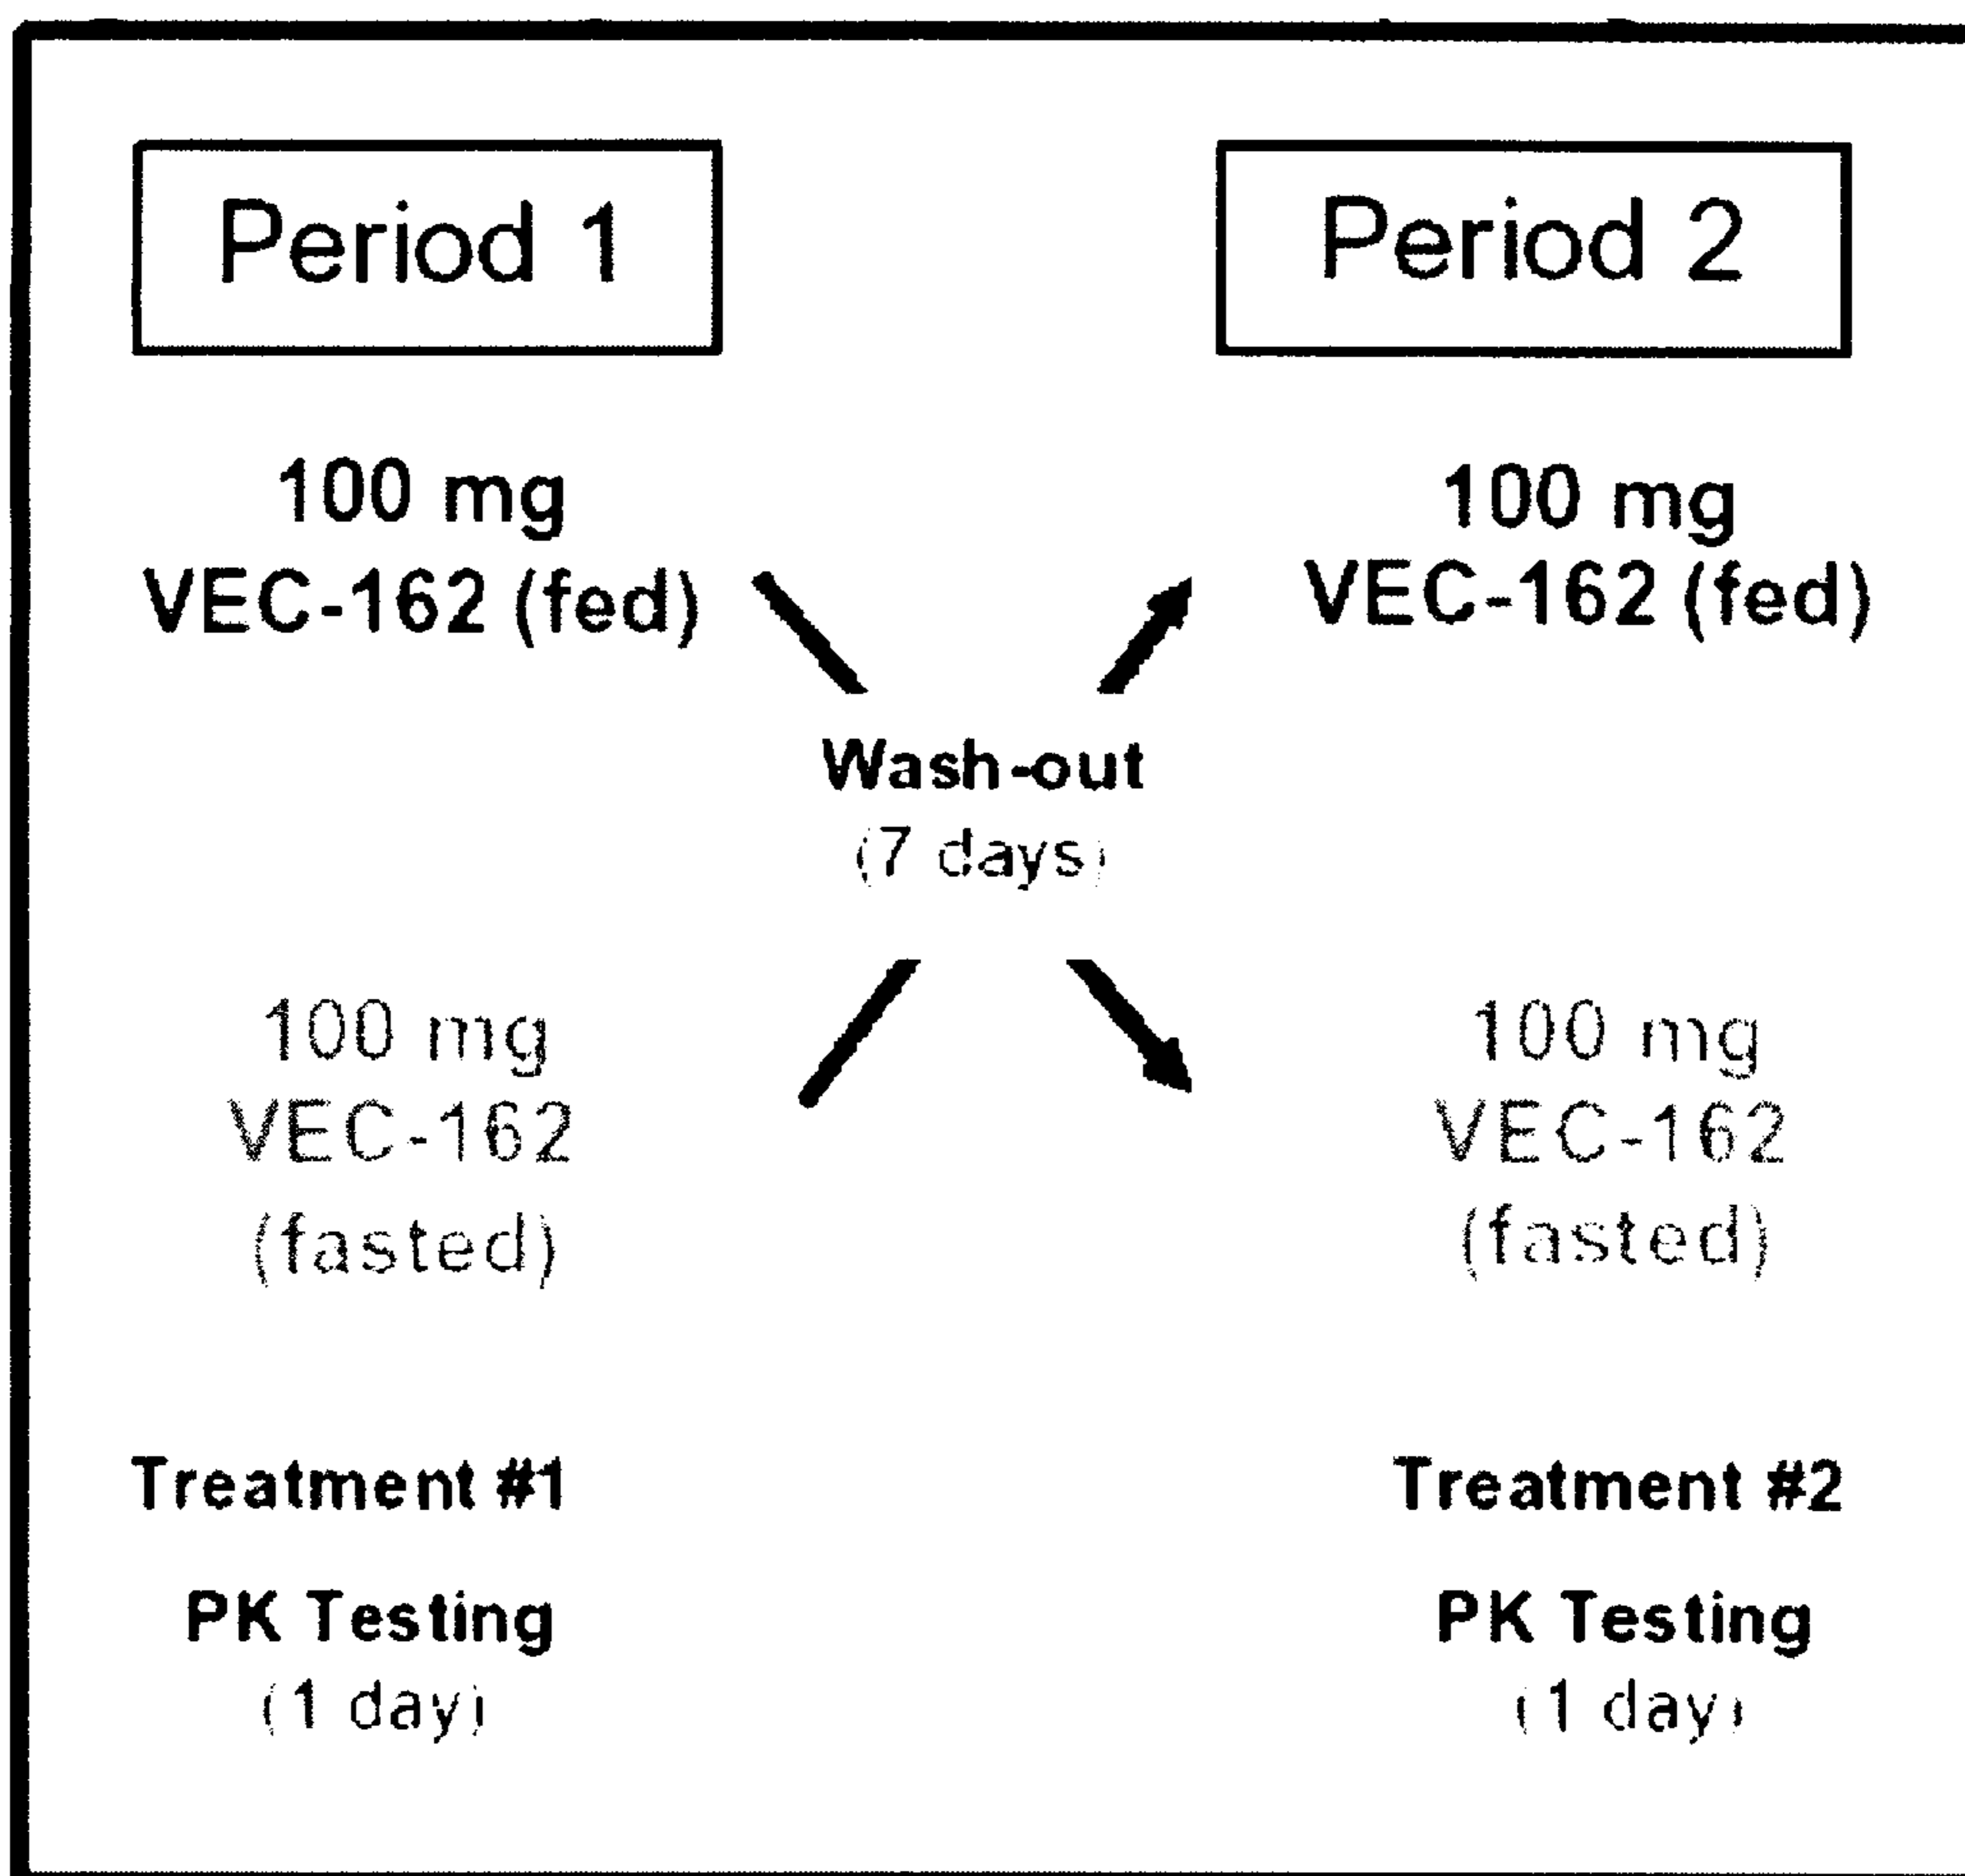 Period 1
Period 2
100 mg
VEC-162 (fed)
100 mg
VEC-162 (fed)
Wash-out
(7 days)
100 mg
VEC-162
(fasted)
100 mg
VEC-162
(fasted)
Treatment #1
PK Testing
(1 day)
Treatment #2
PK Testing
(1 day)